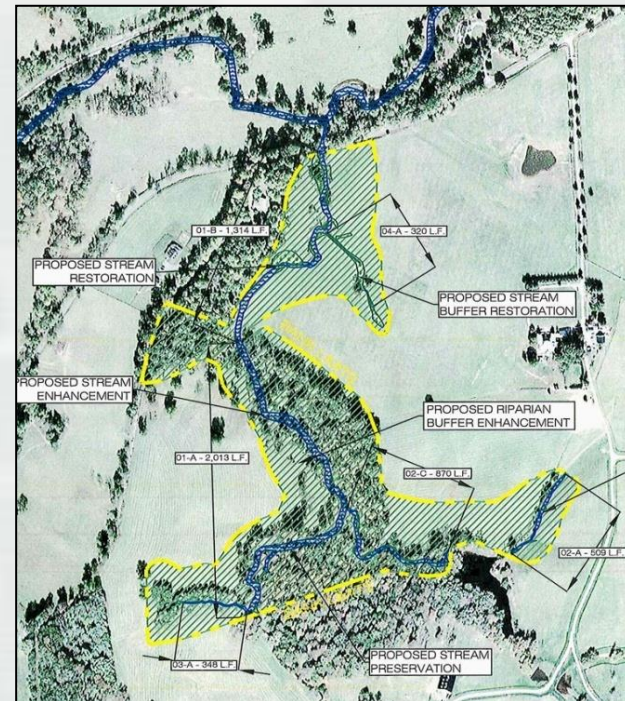 01-B - 1,314 L.F.
04-A - 320 L.F.
PROPOSED STREAM
RESTORATION
PROPOSED STREAM
BUFFER RESTORATION
PROPOSED STREAM
ENHANCEMENT
PROPOSED RIPARIAN
BUFFER ENHANCEMENT
01-A - 2,013 L.F.
02-C - 870 L.F.
02-A - 509 L.F.
03-A - 348 L.F.
PROPOSED STREAM
PRESERVATION